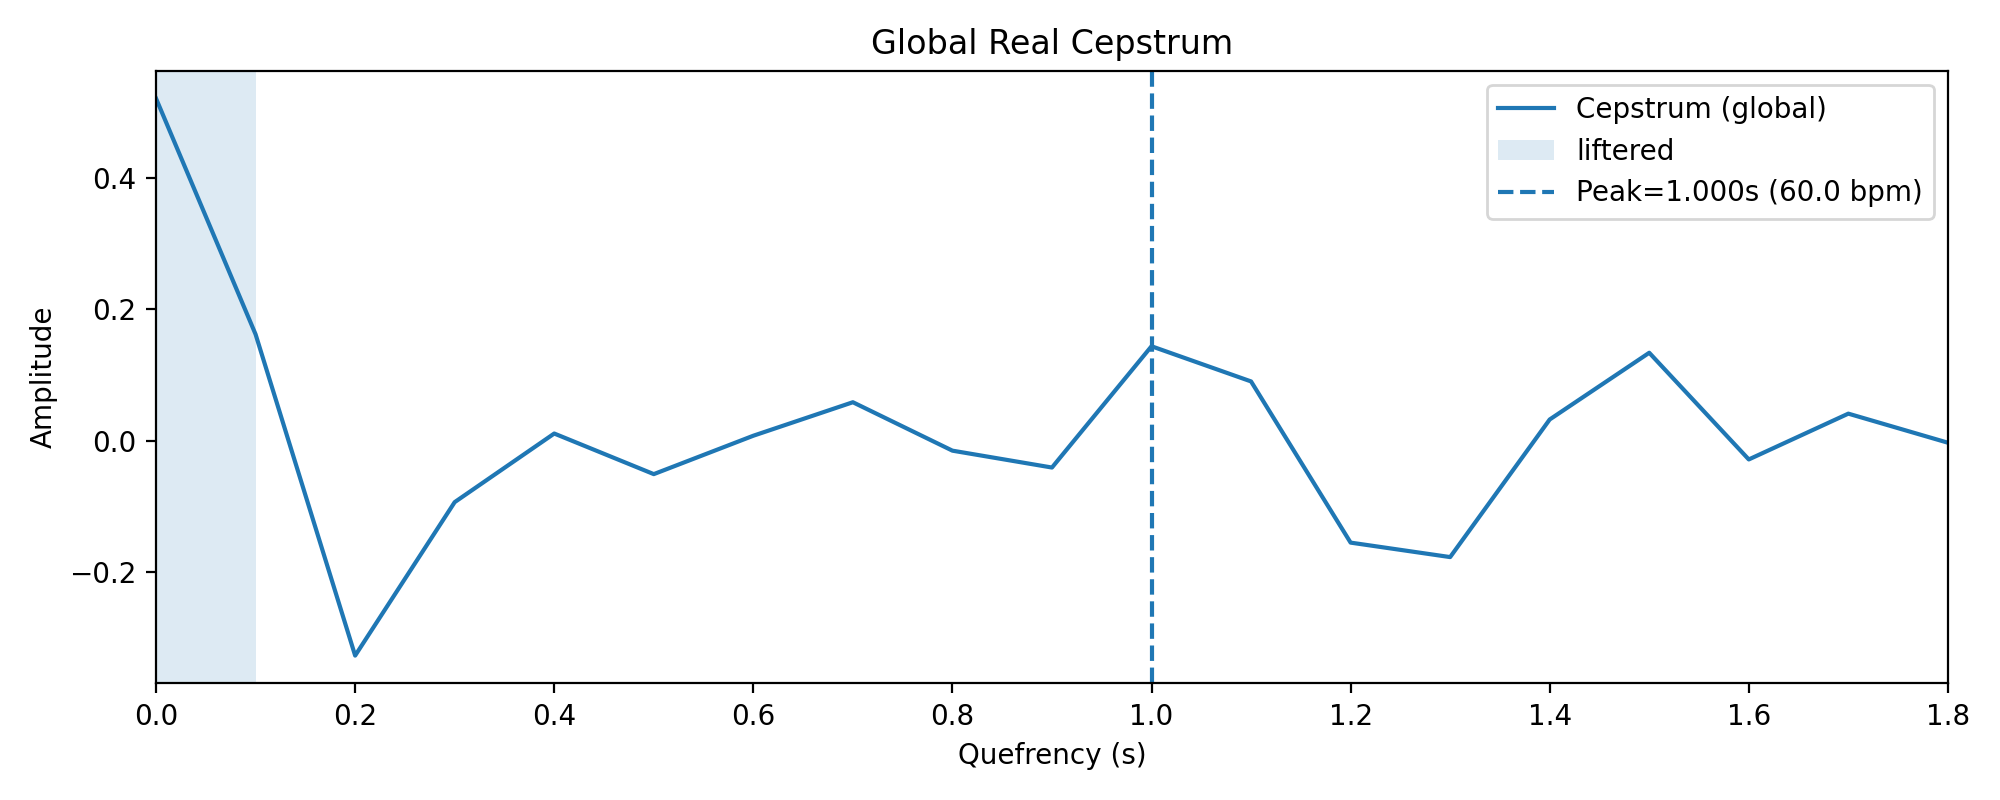 Global Real Cepstrum
Cepstrum (global)
liftered
Peak=1.000s (60.0 bpm)
Amplitude
0.4
0.2
0.0
−0.2
0.0 0.2 0.4 0.6 0.8 1.0 1.2 1.4 1.6 1.8
Quefrency (s)